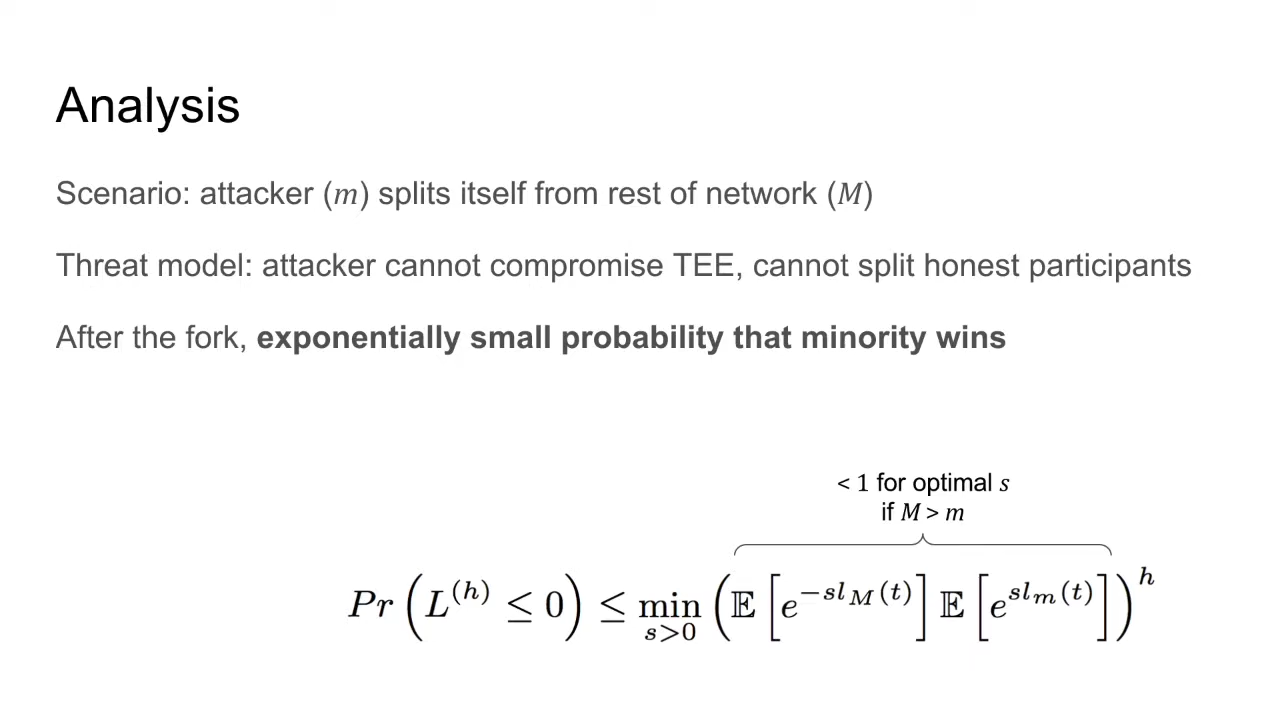 Analysis
Scenario: attacker (m) splits itself from rest of network (M)
Threat model: attacker cannot compromise TEE, cannot split honest participants
After the fork, exponentially small probability that minority wins
< 1 for optimal s
if M > m
Pr(L^(h) ≤ 0) ≤ min_{s>0} (𝔼[e^{−sl_M(t)}] 𝔼[e^{sl_m(t)}])^h